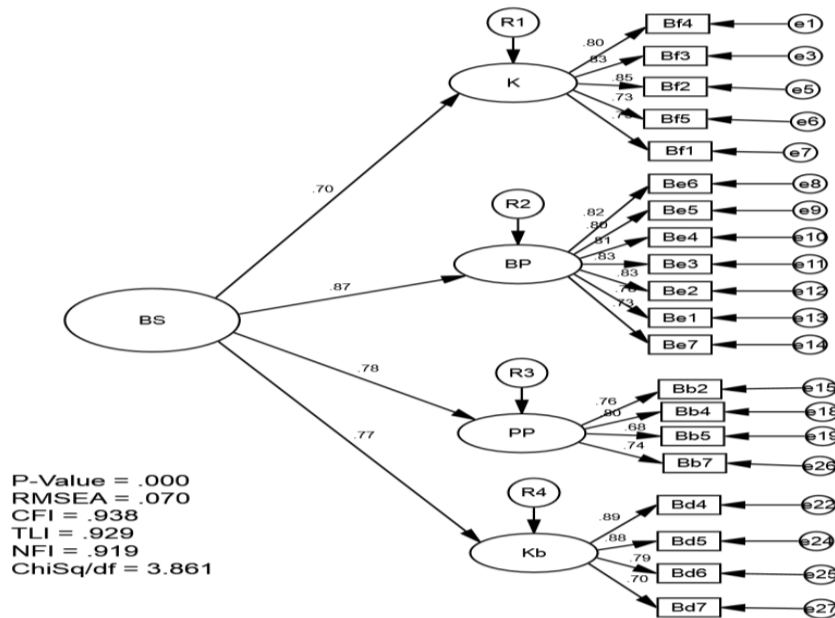 R1
K
.80
.83
.85
.73
Bf4
e1
Bf3
e3
Bf2
e5
Bf5
e6
Bf1
e7
.70
R2
BP
.82
.80
.81
.83
.83
.73
Be6
e8
Be5
e9
Be4
e10
Be3
e11
Be2
e12
Be1
e13
Be7
e14
BS
.87
.78
.77
R3
PP
.76
.80
.68
.74
Bb2
e15
Bb4
e18
Bb5
e19
Bb7
e26
R4
Kb
.89
.88
.79
.70
Bd4
e22
Bd5
e24
Bd6
e25
Bd7
e27
P-Value = .000
RMSEA = .070
CFI = .938
TLI = .929
NFI = .919
ChiSq/df = 3.861